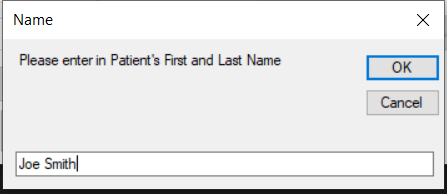 Name
Please enter in Patient's First and Last Name
OK
Cancel
Joe Smith